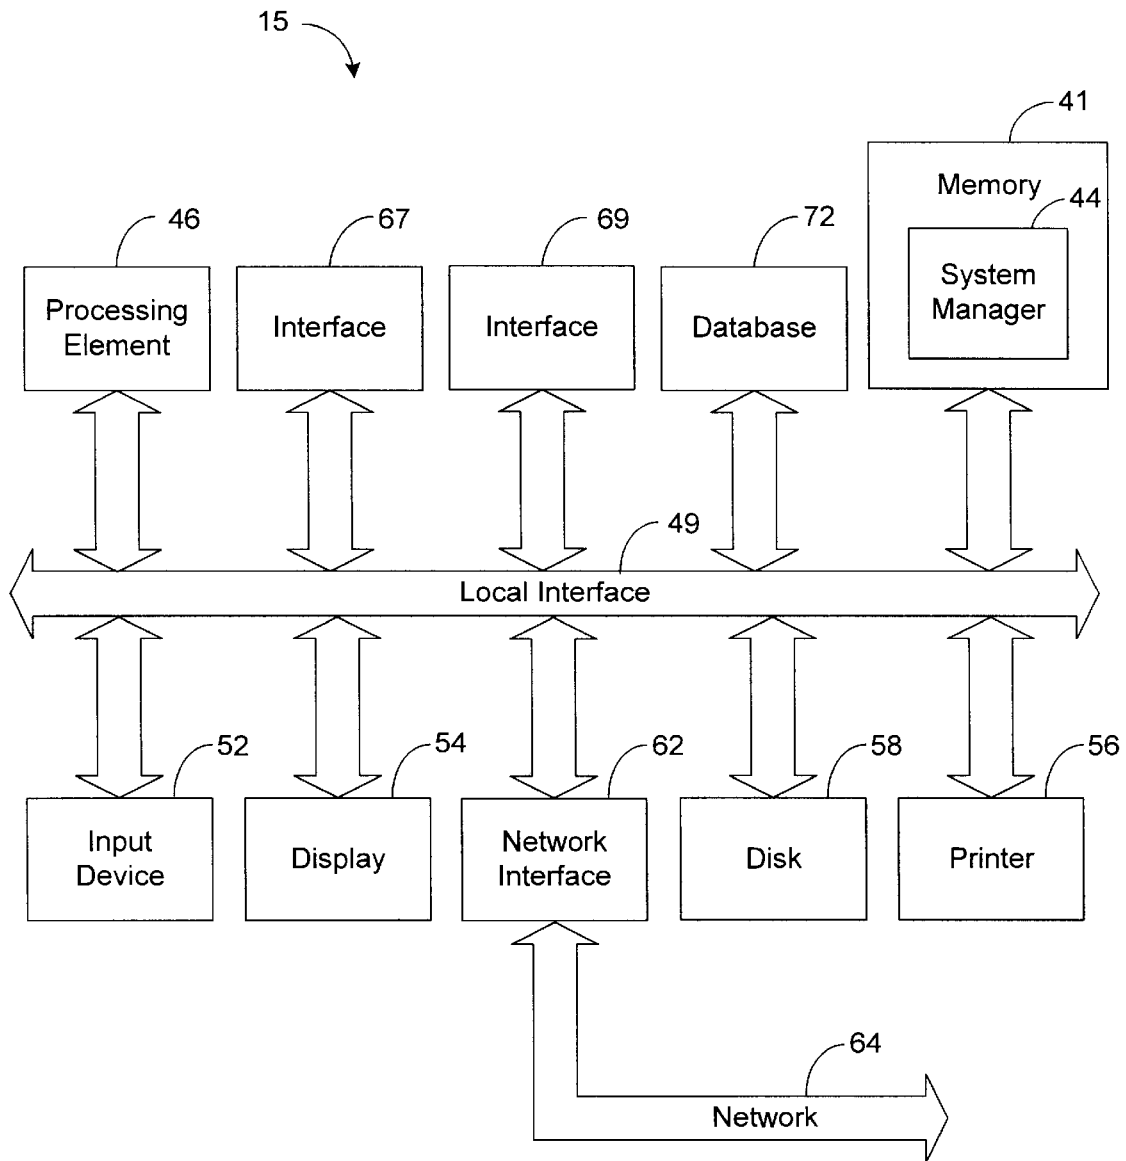 15
41
Memory
46
67
69
72
44
Processing
Element
Interface
Interface
Database
System
Manager
49
Local Interface
52
54
62
58
56
Input
Device
Display
Network
Interface
Disk
Printer
64
Network